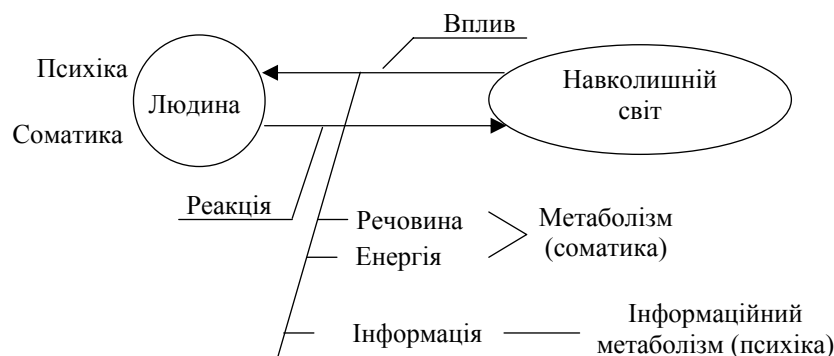 Вплив
Психіка
Людина
Соматика
Навколишній
світ
Реакція
Речовина
Енергія
Метаболізм
(соматика)
Інформація
Інформаційний
метаболізм (психіка)